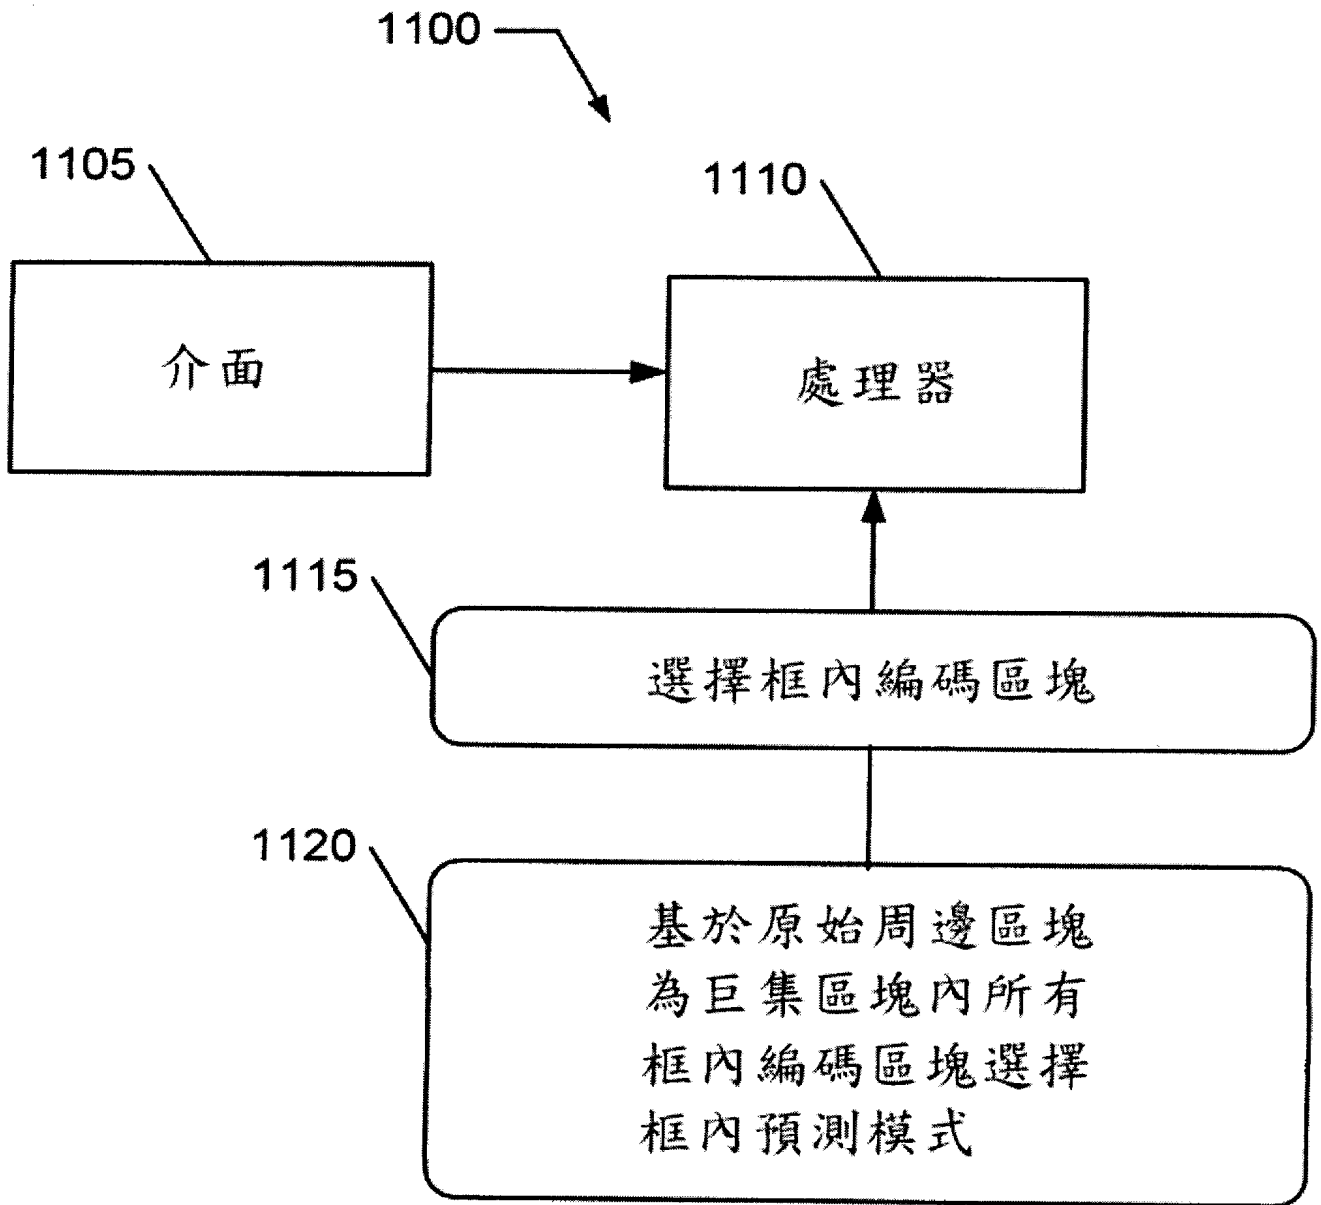 1100
1105
1110
介面
處理器
1115
選擇框內編碼區塊
1120
基於原始周邊區塊
為巨集區塊內所有
框內編碼區塊選擇
框內預測模式